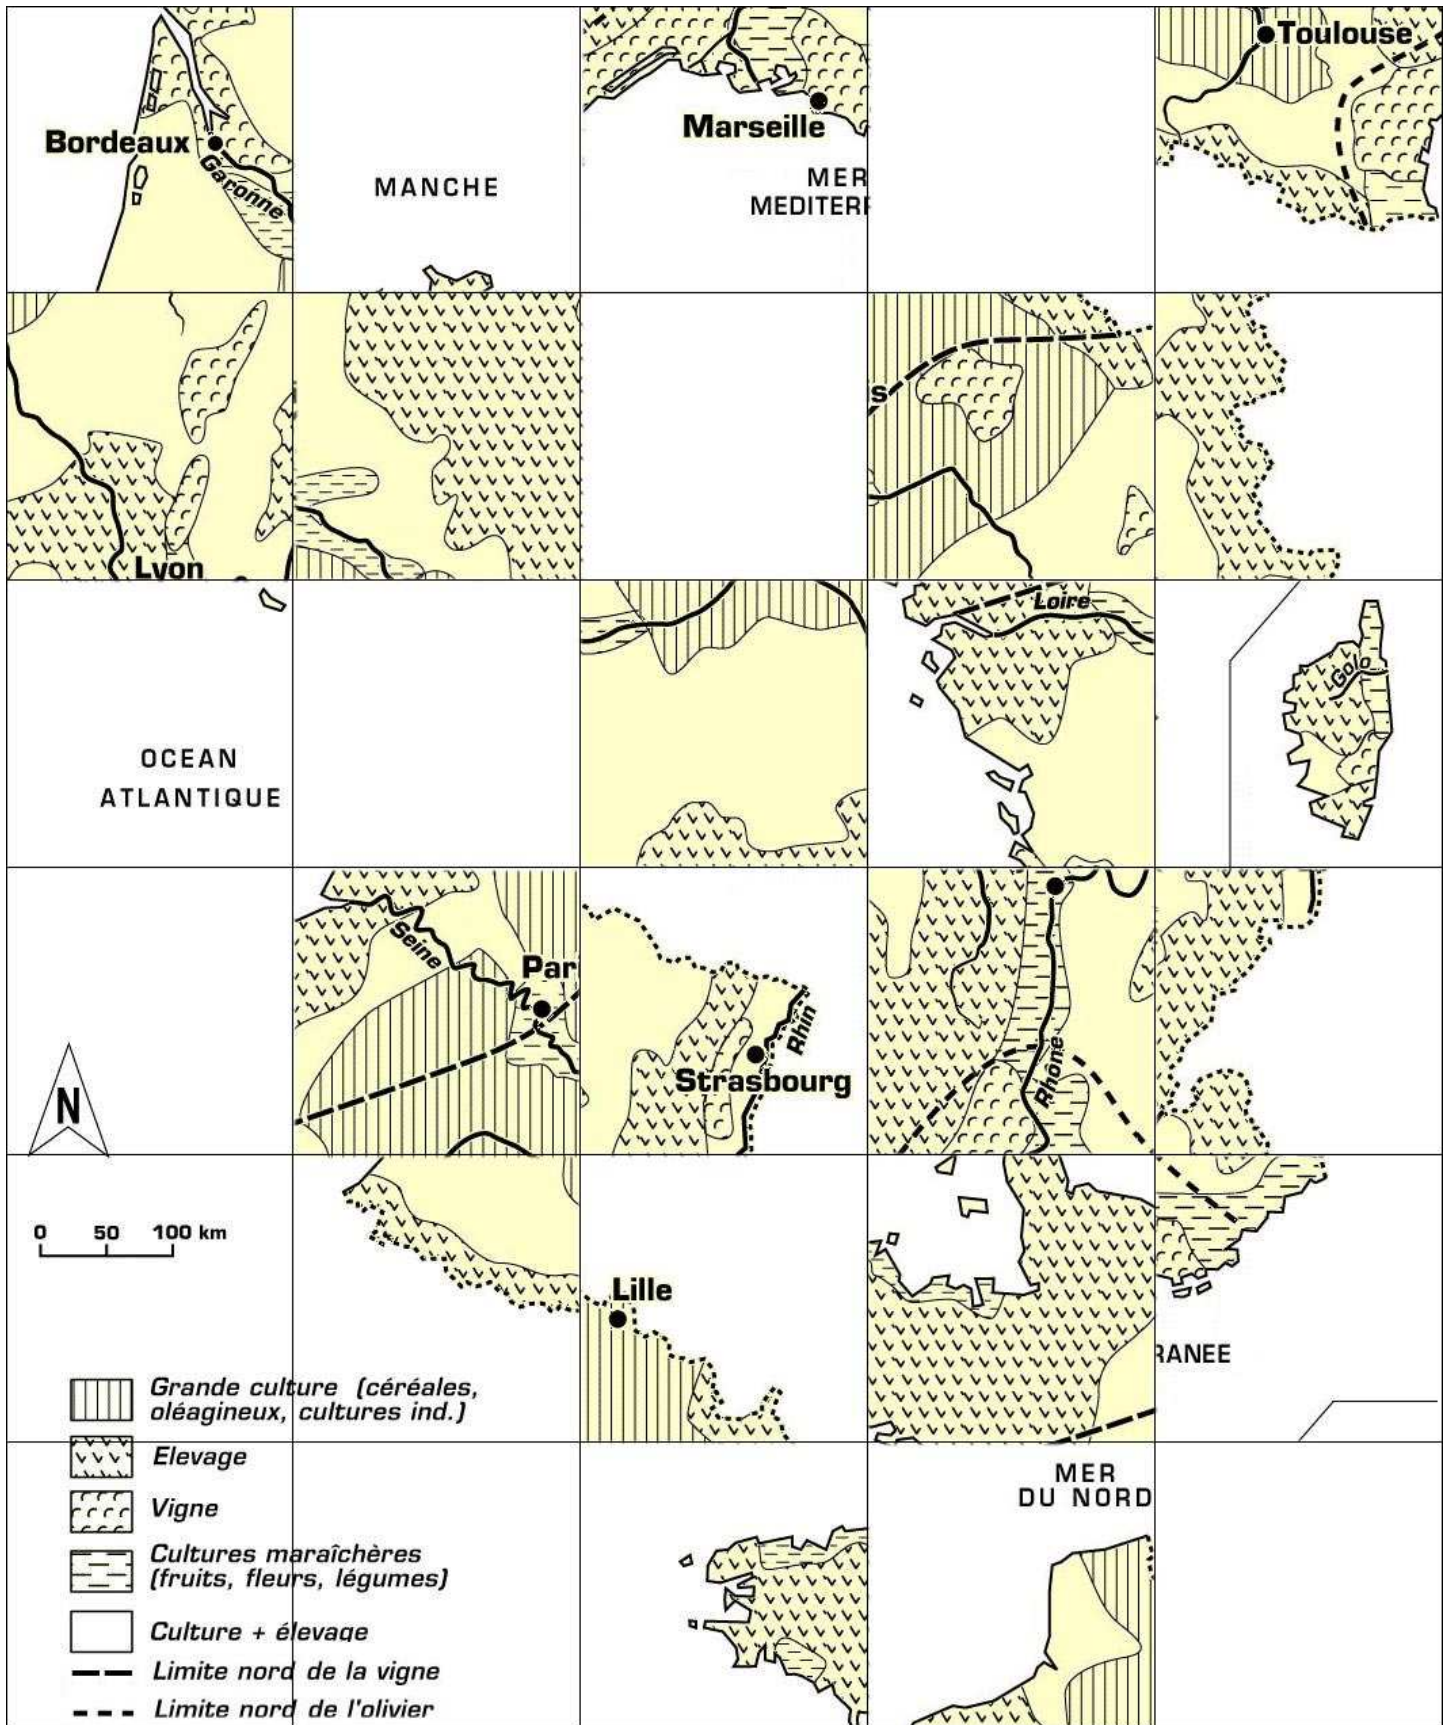 Toulouse
Marseille
Bordeaux
Garonne
MANCHE
MER
MEDITERR
s
Lyon
Loire
Golo
OCEAN
ATLANTIQUE
Seine
Par
Rhin
Strasbourg
Rhône
N
0 50 100 km
Lille
RANEE
Grande culture (céréales,
oléagineux, cultures ind.)
Elevage
Vigne
Cultures maraîchères
(fruits, fleurs, légumes)
Culture + élevage
Limite nord de la vigne
Limite nord de l'olivier
MER
DU NORD